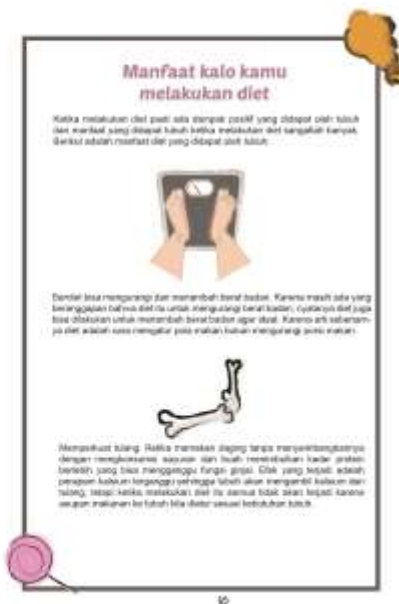 Manfaat kalo kamu
melakukan diet
Ketika melakukan diet pasti ada dampak positif yang didapat oleh tubuh
dan manfaat yang didapat tubuh ketika melakukan diet sangatlah banyak.
Berikut adalah manfaat diet yang didapat oleh tubuh:
bisa mengurangi dan menambah berat badan. Karena masih ada yang
beranggapan bahwa diet itu untuk mengurangi berat badan, nyatanya diet juga
bisa dilakukan untuk menambah berat badan agar ideal. Karena arti sebenarn-
ya diet adalah cara mengatur pola makan bukan mengurangi porsi makan.
Memperkuat tulang. Ketika memakan daging tanpa menyeimbangkannya
dengan mengkonsumsi sayuran dan buah menimbulkan kadar protein
berlebih yang bisa mengganggu fungsi ginjal. Efek yang terjadi adalah
penyerapan kalsium terganggu sehingga tubuh akan mengambil kalsium dari
tulang, tetapi ketika melakukan diet itu semua tidak akan terjadi karena
asupan makanan ke tubuh kita diatur sesuai kebutuhan tubuh.